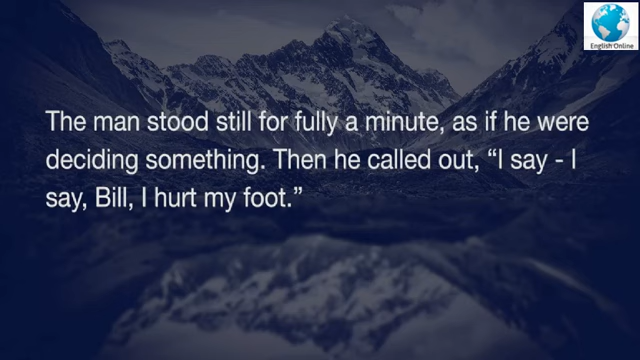 English Online
The man stood still for fully a minute, as if he were
deciding something. Then he called out, “I say - I
say, Bill, I hurt my foot.”